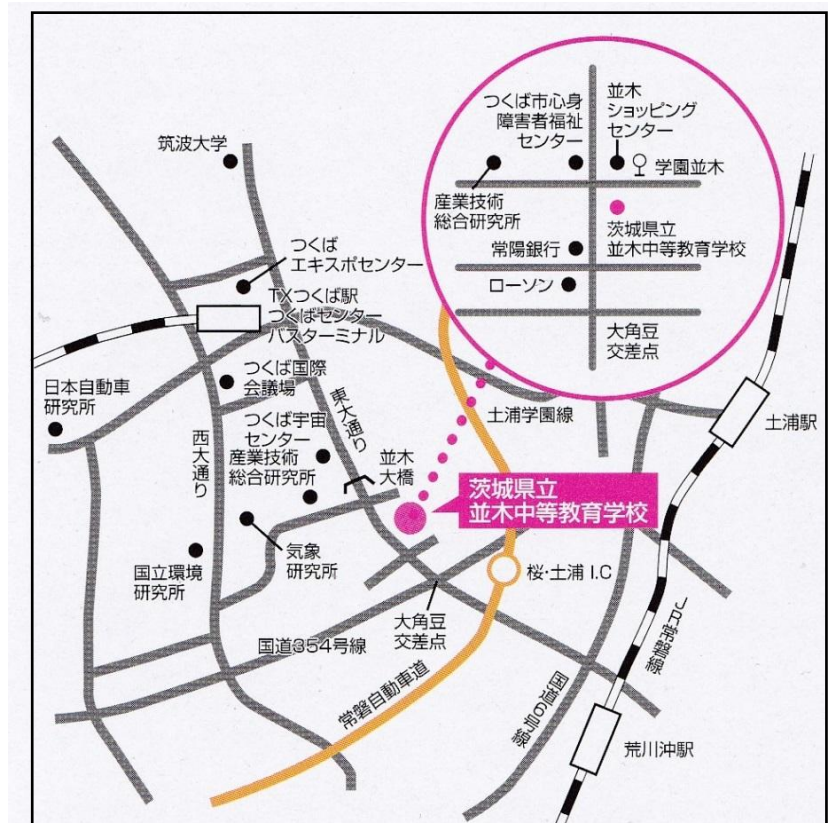 つくば市心身
障害者福祉
センター
並木
ショッピング
センター
学園並木
産業技術
総合研究所
茨城県立
並木中等教育学校
常陽銀行
ローソン
大角豆
交差点
筑波大学
つくば
エキスポセンター
TXつくば駅
つくばセンター
バスターミナル
つくば国際
会議場
日本自動車
研究所
東大通り
土浦学園線
土浦駅
つくば宇宙
センター
産業技術
総合研究所
西大通り
並木
大橋
茨城県立
並木中等教育学校
気象
研究所
国立環境
研究所
桜・土浦 I.C
大角豆
交差点
国道354号線
JR常磐線
常磐自動車道
国道6号線
荒川沖駅